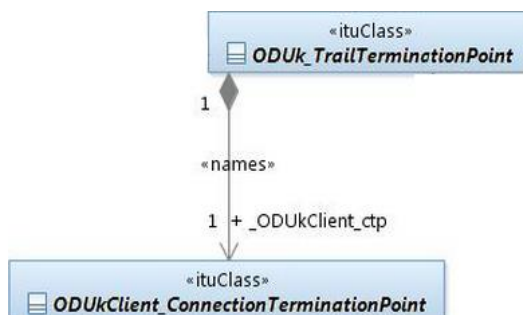 «ituClass»
ODUk_TrailTerminationPoint
1
«names»
1 + _ODUkClient_ctp
«ituClass»
ODUkClient_ConnectionTerminationPoint